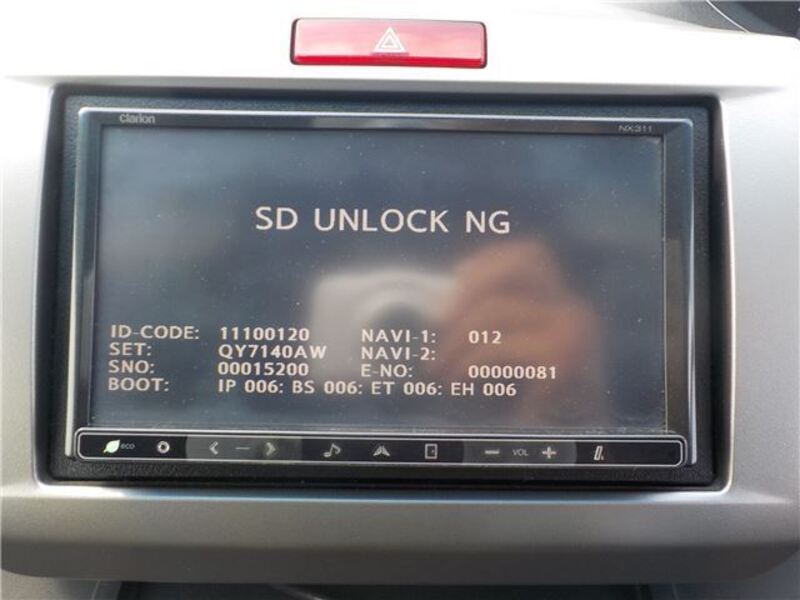 Clarion
NX311
SD UNLOCK NG
ID-CODE: 11100120 NAVI-1: 012
SET: QY7140AW NAVI-2:
SNO: 00015200 E-NO: 00000081
BOOT: IP 006: BS 006: ET 006: EH 006
eco
VOL